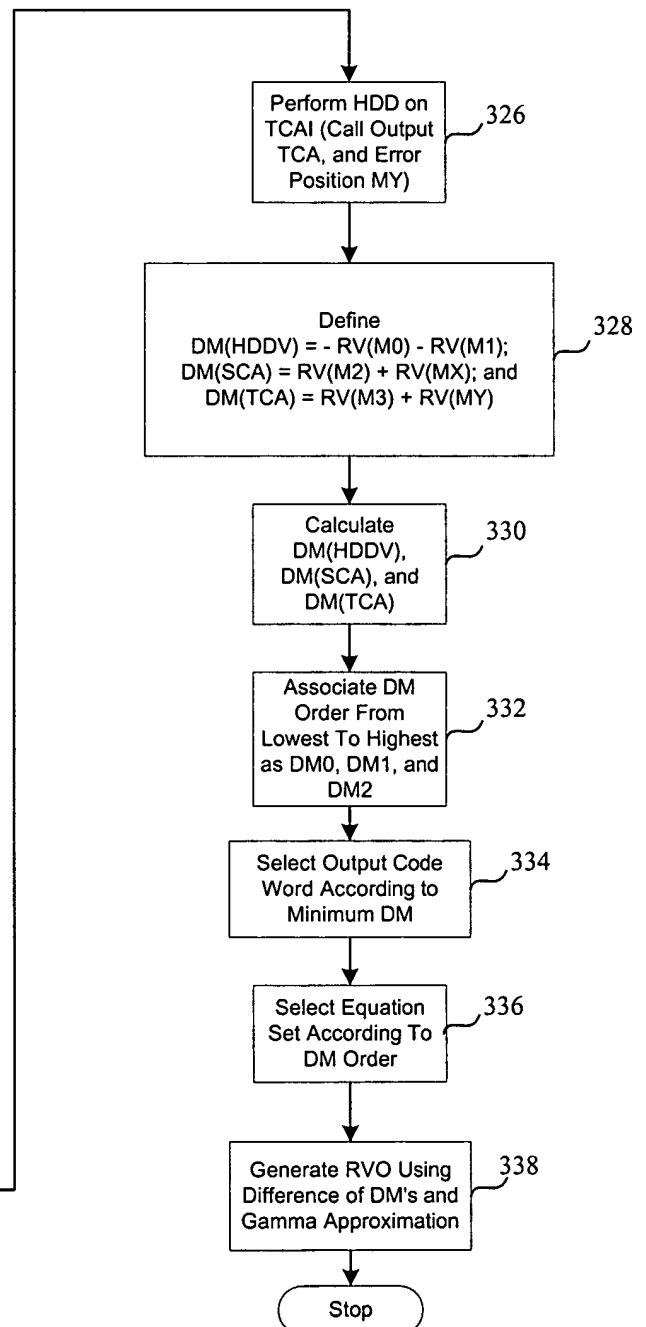 Perform HDD on
TCAI (Call Output
TCA, and Error
Position MY)
326
Define
DM(HDDV) = - RV(M0) - RV(M1);
DM(SCA) = RV(M2) + RV(MX); and
DM(TCA) = RV(M3) + RV(MY)
328
Calculate
DM(HDDV),
DM(SCA), and
DM(TCA)
330
Associate DM
Order From
Lowest To Highest
as DM0, DM1, and
DM2
332
Select Output Code
Word According to
Minimum DM
334
Select Equation
Set According To
DM Order
336
Generate RVO Using
Difference of DM's and
Gamma Approximation
338
Stop